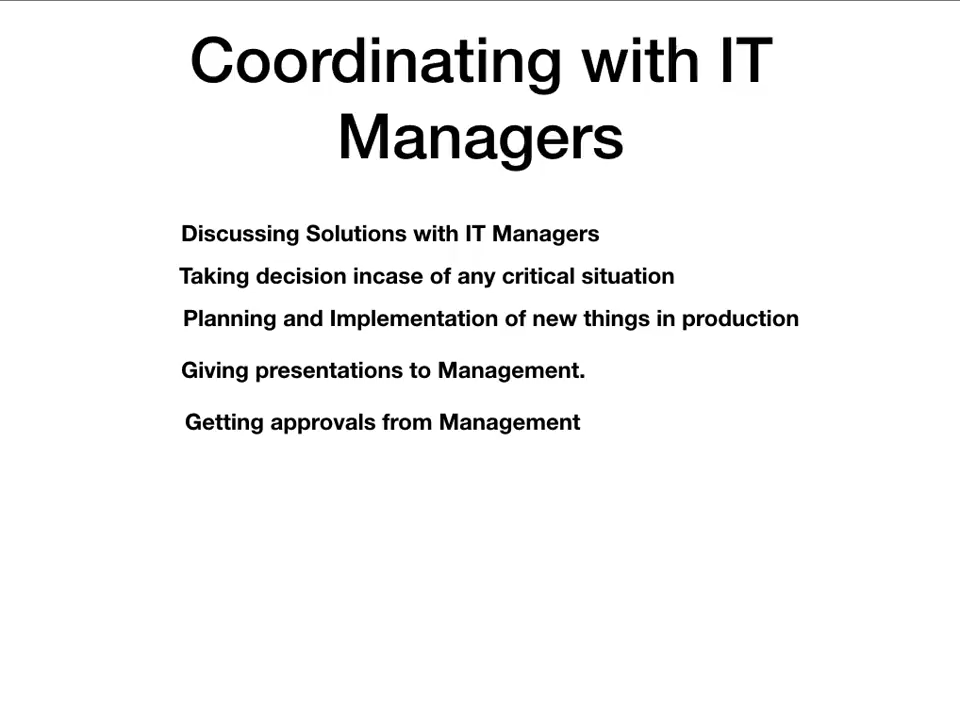 Coordinating with IT
Managers
Discussing Solutions with IT Managers
Taking decision incase of any critical situation
Planning and Implementation of new things in production
Giving presentations to Management.
Getting approvals from Management